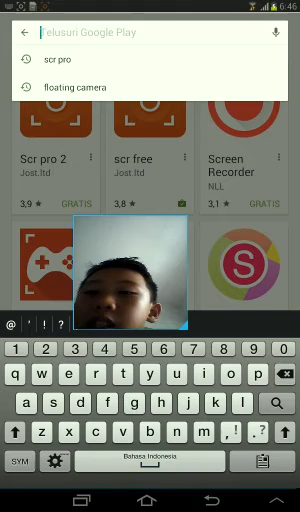 6:46
Telusuri Google Play
scr pro
floating camera
Scr pro 2
Jost.ltd
3,9 ★ GRATIS
scr free
Jost.ltd
3,8 ★
Screen
Recorder
NLL
3,1 ★ GRATIS
S
@ ' ! ?
1 2 3 4 5 6 7 8 9 0
q w e r t y u i o p
a s d f g h j k l
z x c v b n m , ! . ?
SYM Bahasa Indonesia